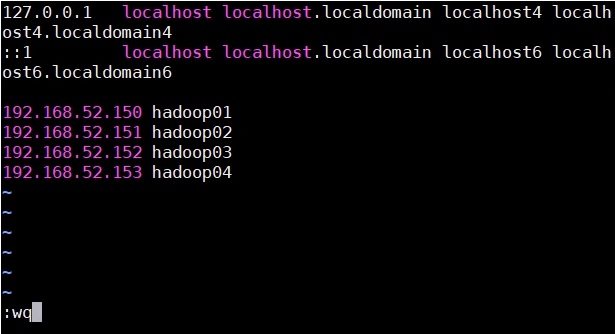 127.0.0.1   localhost localhost.localdomain localhost4 localh
ost4.localdomain4
::1         localhost localhost.localdomain localhost6 localh
ost6.localdomain6

192.168.52.150 hadoop01
192.168.52.151 hadoop02
192.168.52.152 hadoop03
192.168.52.153 hadoop04
~
~
~
~
~
~
:wq